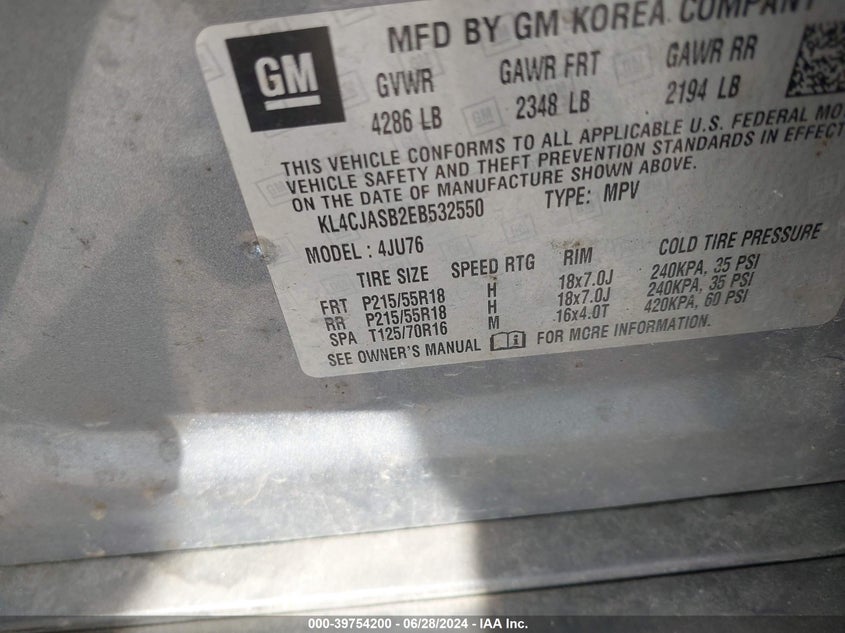 GM
MFD BY GM KOREA COMPANY
GVWR GAWR FRT GAWR RR
4286 LB 2348 LB 2194 LB
THIS VEHICLE CONFORMS TO ALL APPLICABLE U.S. FEDERAL MO
VEHICLE SAFETY AND THEFT PREVENTION STANDARDS IN EFFECT
ON THE DATE OF MANUFACTURE SHOWN ABOVE.
KL4CJASB2EB532550 TYPE: MPV
MODEL : 4JU76
TIRE SIZE SPEED RTG RIM COLD TIRE PRESSURE
FRT P215/55R18 H 18x7.0J 240KPA, 35 PSI
RR P215/55R18 H 18x7.0J 240KPA, 35 PSI
SPA T125/70R16 M 16x4.0T 420KPA, 60 PSI
SEE OWNER'S MANUAL FOR MORE INFORMATION.
000-39754200 - 06/28/2024 - IAA Inc.